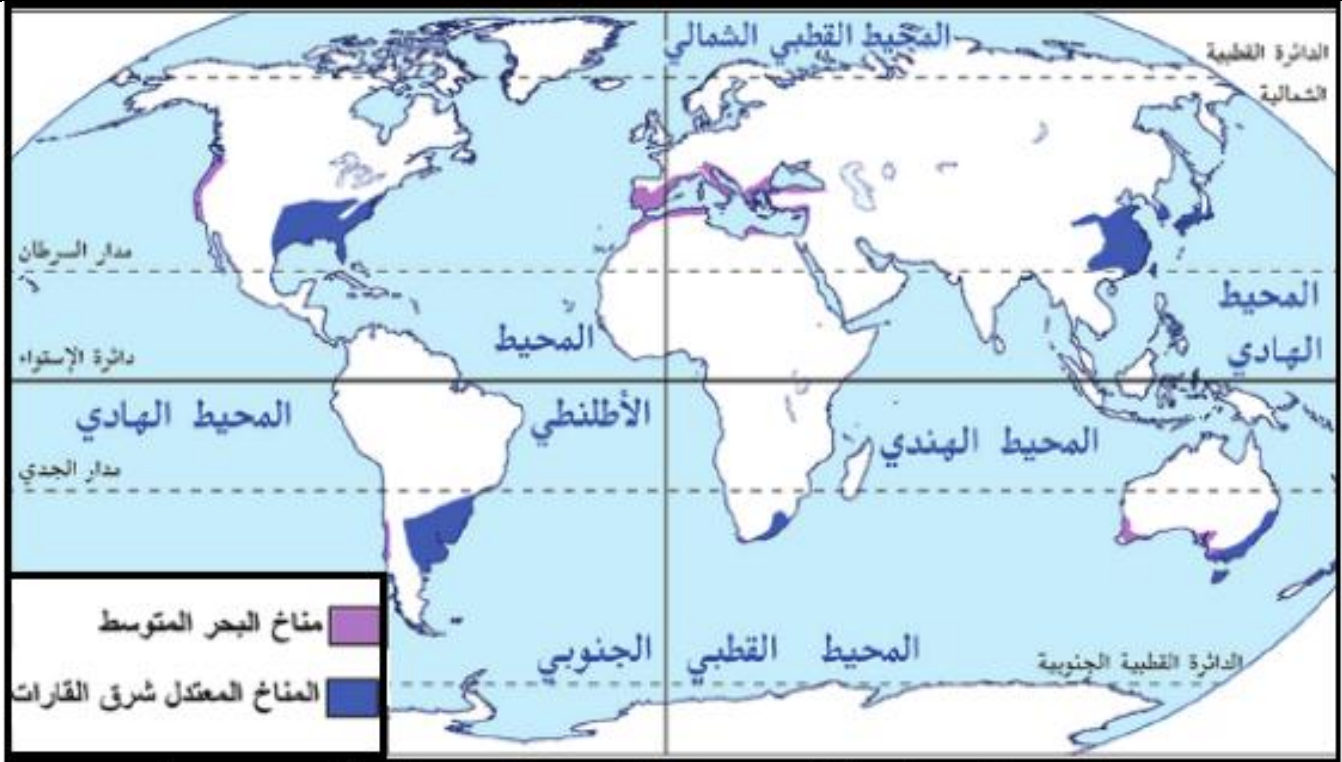 المحيط القطبي الشمالي
الدائرة القطبية
الشمالية
مدار السرطان
المحيط
الهادي
المحيط
دائرة الإستواء
الأطلنطي
المحيط الهادي
المحيط الهندي
مدار الجدي
مناخ البحر المتوسط
المحيط القطبي الجنوبي
الدائرة القطبية الجنوبية
المناخ المعتدل شرق القارات